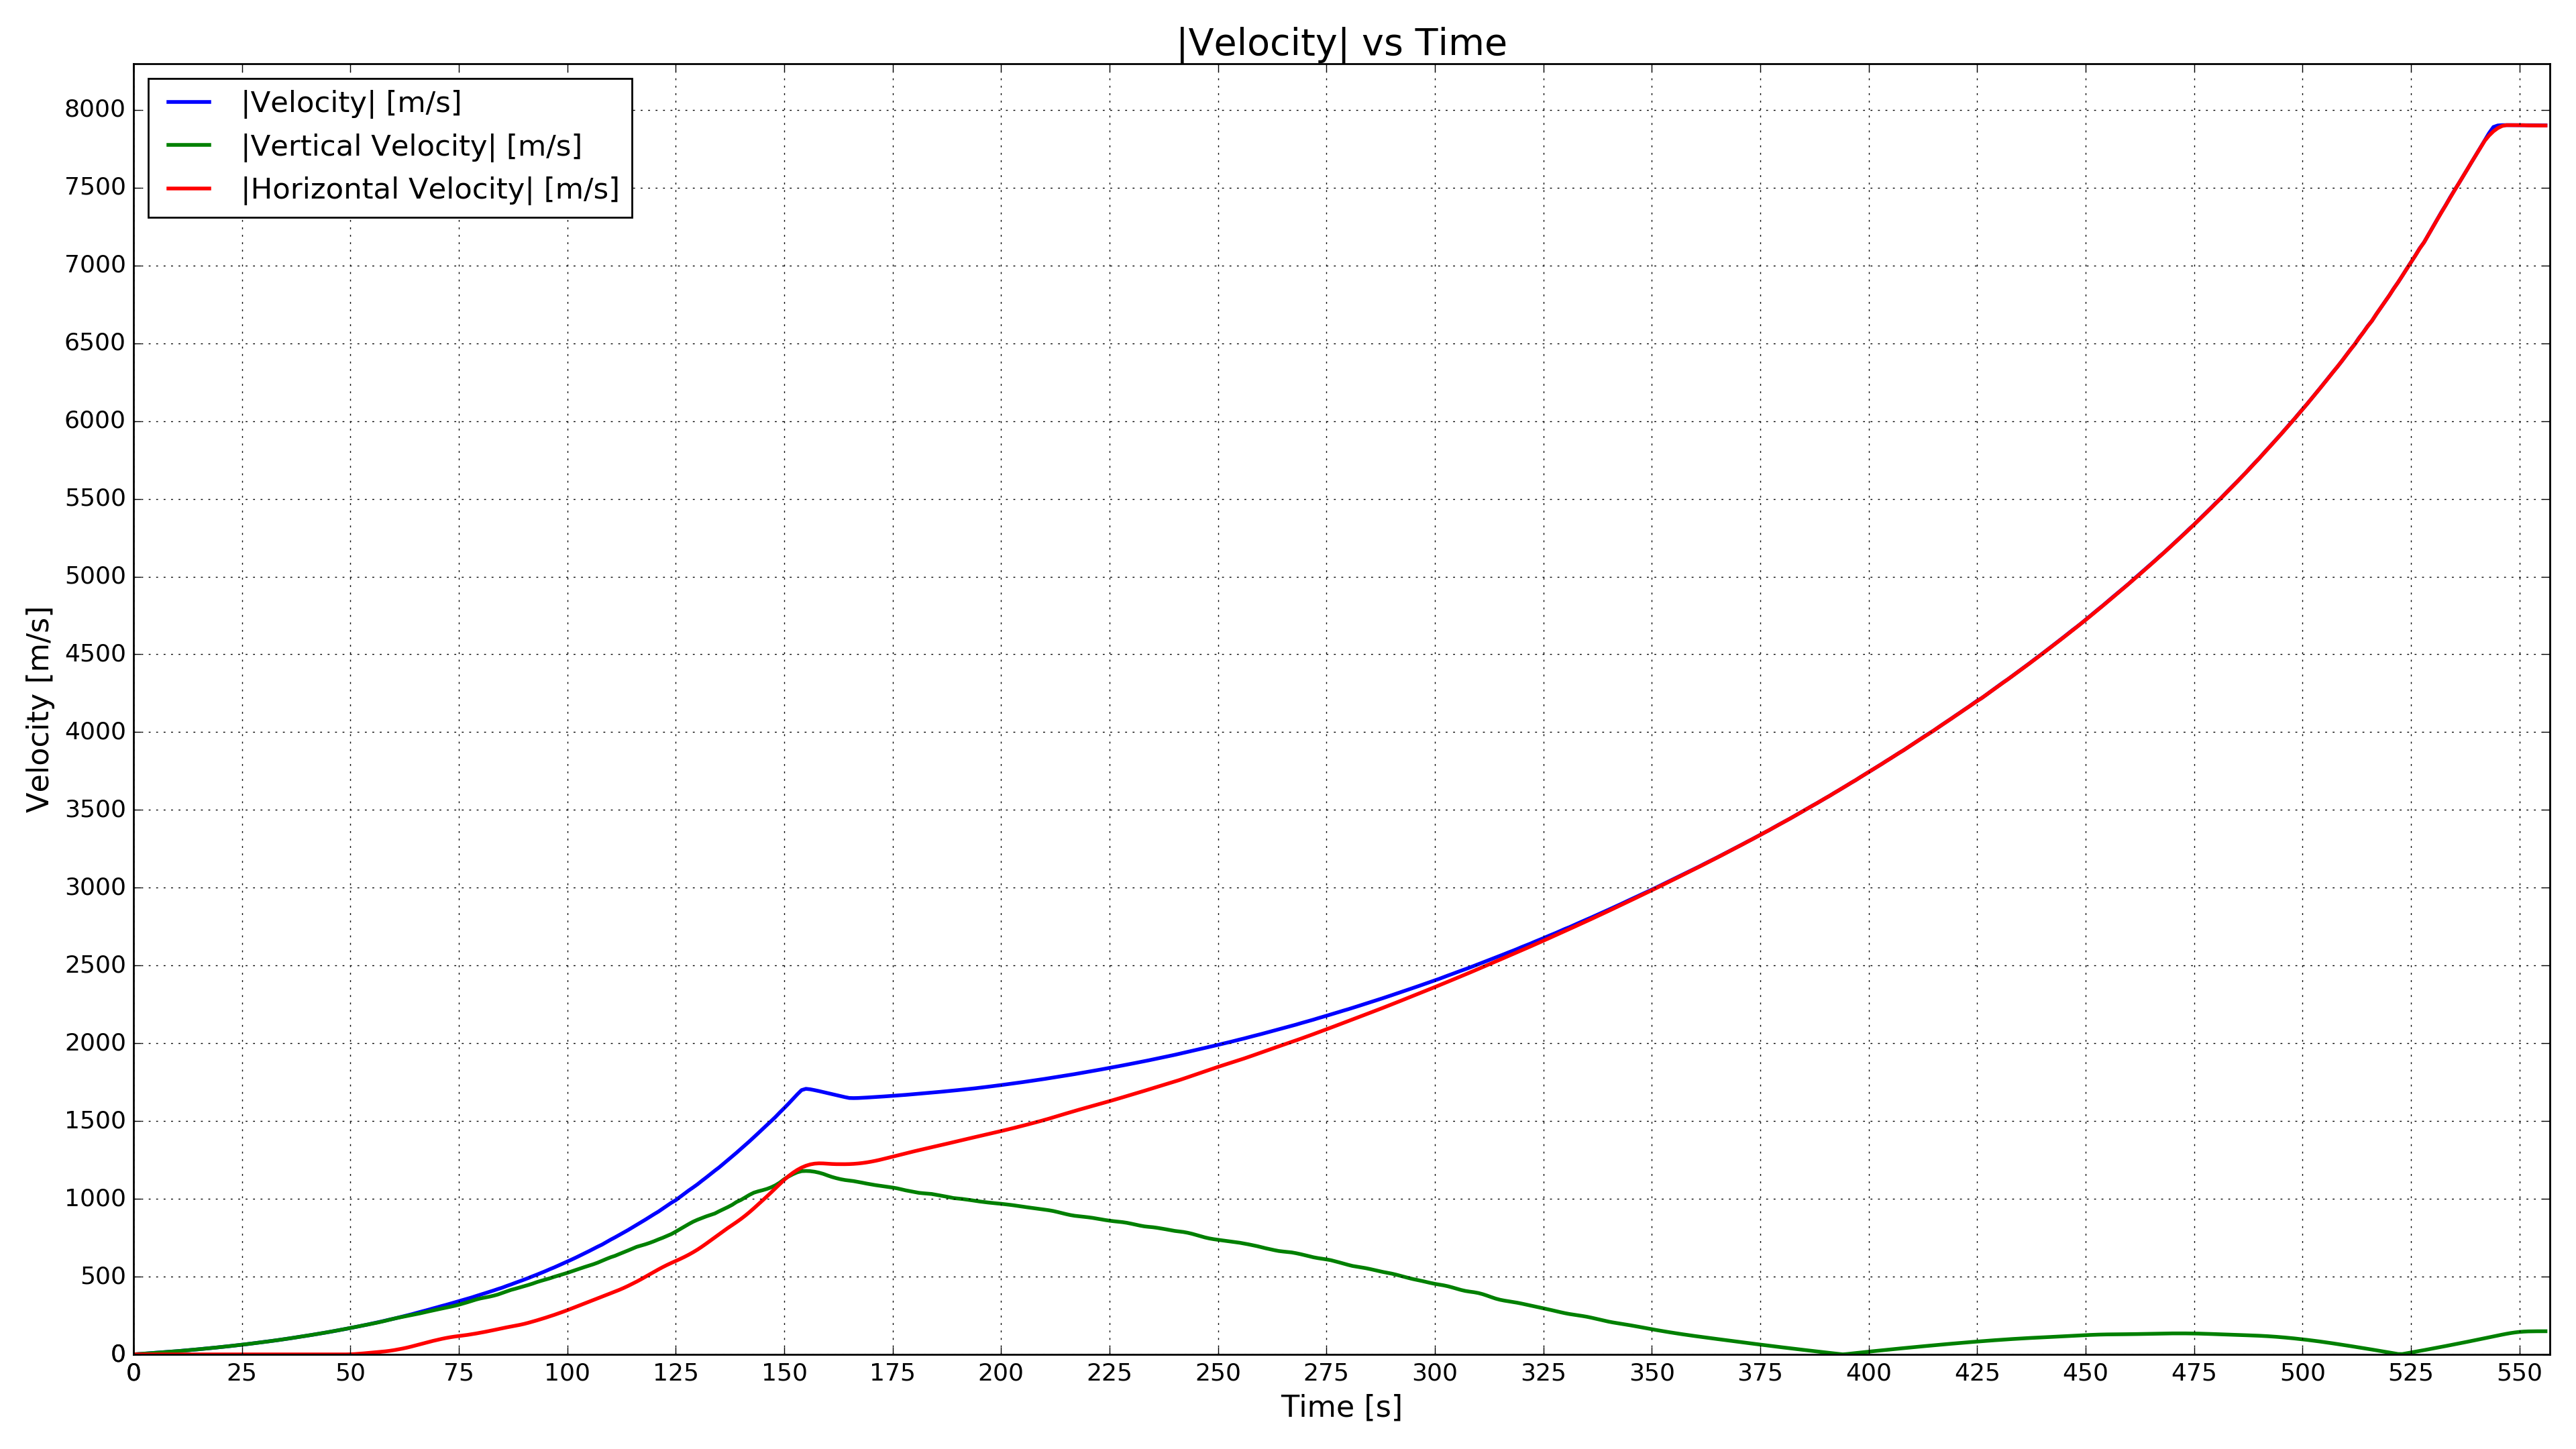 |Velocity| vs Time
|Velocity| [m/s]
|Vertical Velocity| [m/s]
|Horizontal Velocity| [m/s]
8000
7500
7000
6500
6000
5500
5000
4500
4000
3500
3000
2500
2000
1500
1000
500
0
Velocity [m/s]
0 25 50 75 100 125 150 175 200 225 250 275 300 325 350 375 400 425 450 475 500 525 550
Time [s]